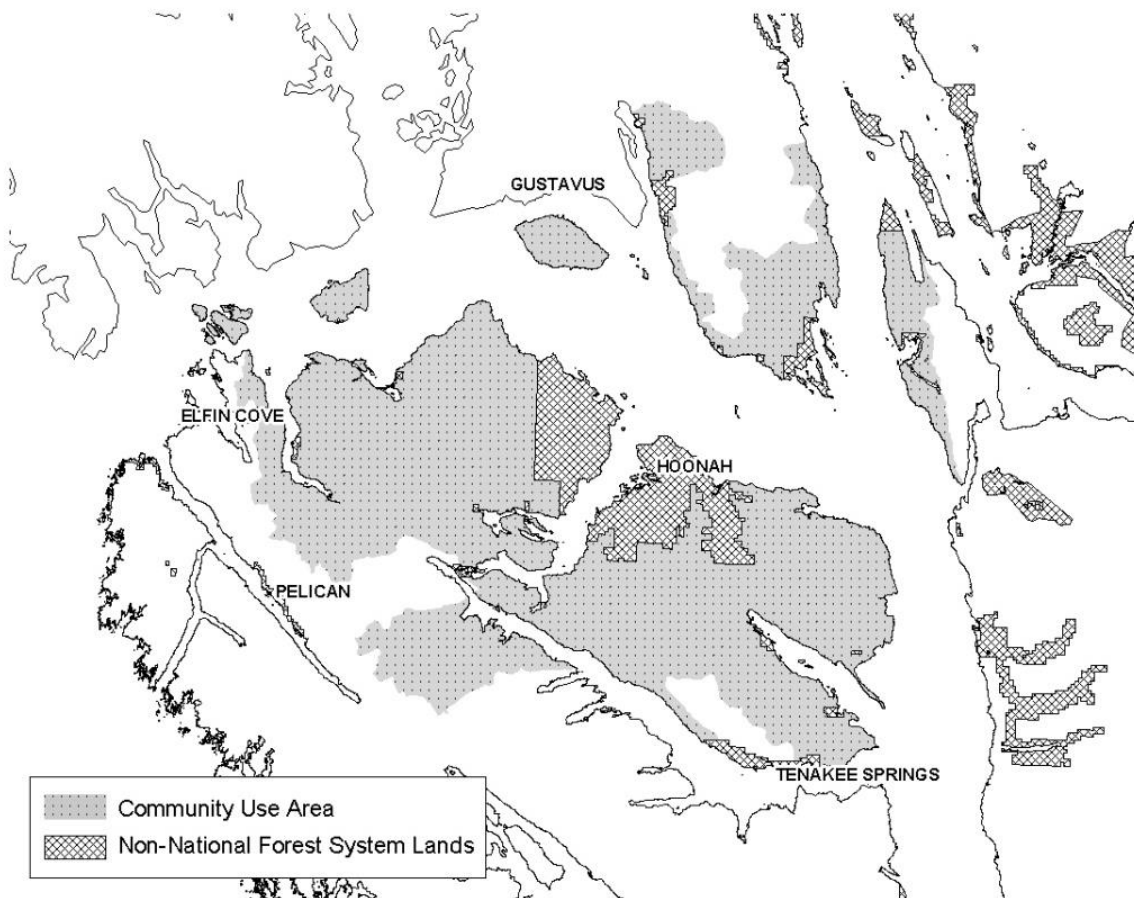 GUSTAVUS
ELFIN COVE
HOONAH
PELICAN
TENAKEE SPRINGS
Community Use Area
Non-National Forest System Lands